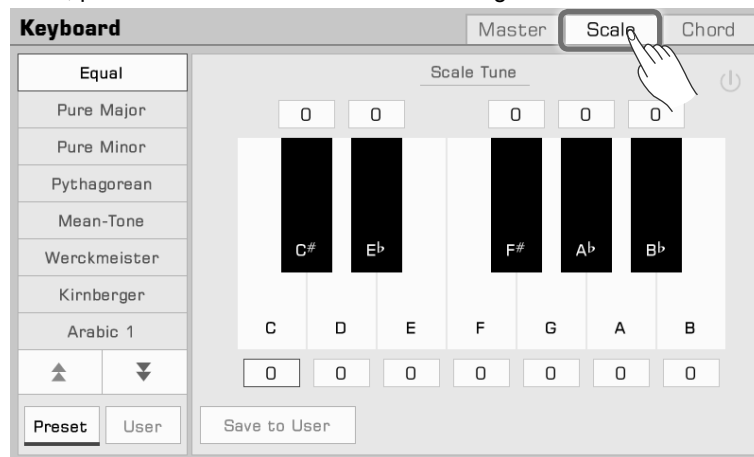 Keyboard
Master Scale Chord
Equal
Pure Major
Pure Minor
Pythagorean
Mean-Tone
Werckmeister
Kirnberger
Arabic 1
Preset User
Scale Tune
0 0 0 0 0
C# E♭ F# A♭ B♭
C D E F G A B
0 0 0 0 0 0 0
Save to User